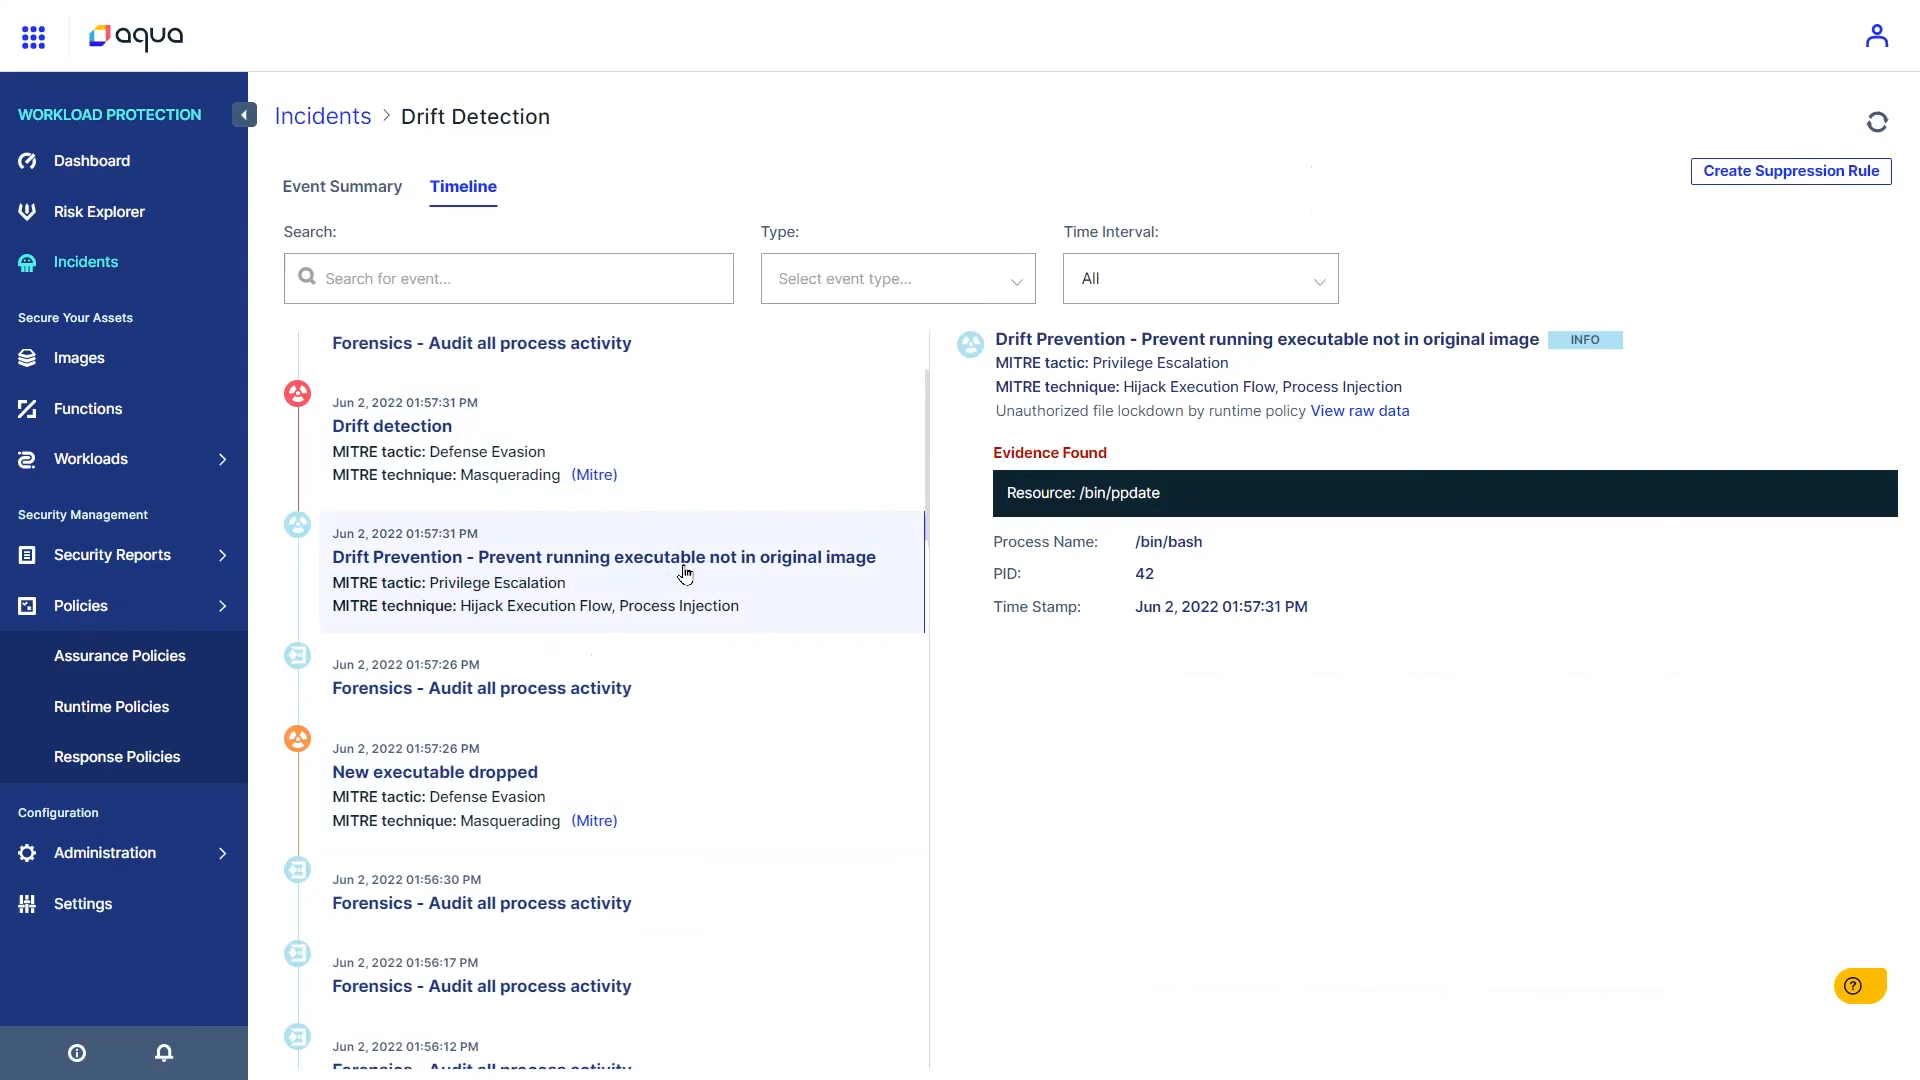 aqua
WORKLOAD PROTECTION
Dashboard
Risk Explorer
Incidents
Secure Your Assets
Images
Functions
Workloads
Security Management
Security Reports
Policies
Assurance Policies
Runtime Policies
Response Policies
Configuration
Administration
Settings
Incidents > Drift Detection
Create Suppression Rule
Event Summary Timeline
Search: Type: Time Interval:
Search for event... Select event type... All
Forensics - Audit all process activity
Jun 2, 2022 01:57:31 PM
Drift detection
MITRE tactic: Defense Evasion
MITRE technique: Masquerading (Mitre)
Jun 2, 2022 01:57:31 PM
Drift Prevention - Prevent running executable not in original image
MITRE tactic: Privilege Escalation
MITRE technique: Hijack Execution Flow, Process Injection
Jun 2, 2022 01:57:26 PM
Forensics - Audit all process activity
Jun 2, 2022 01:57:26 PM
New executable dropped
MITRE tactic: Defense Evasion
MITRE technique: Masquerading (Mitre)
Jun 2, 2022 01:56:30 PM
Forensics - Audit all process activity
Jun 2, 2022 01:56:17 PM
Forensics - Audit all process activity
Jun 2, 2022 01:56:12 PM
Forensics - Audit all process activity
Drift Prevention - Prevent running executable not in original image INFO
MITRE tactic: Privilege Escalation
MITRE technique: Hijack Execution Flow, Process Injection
Unauthorized file lockdown by runtime policy View raw data
Evidence Found
Resource: /bin/ppdate
Process Name: /bin/bash
PID: 42
Time Stamp: Jun 2, 2022 01:57:31 PM